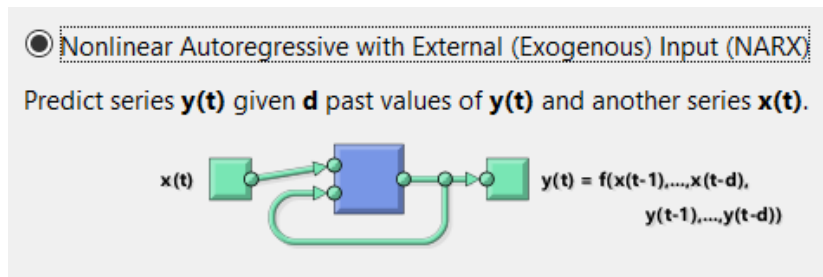 Nonlinear Autoregressive with External (Exogenous) Input (NARX)
Predict series y(t) given d past values of y(t) and another series x(t).
x(t)
y(t) = f(x(t-1),...,x(t-d),
y(t-1),...,y(t-d))